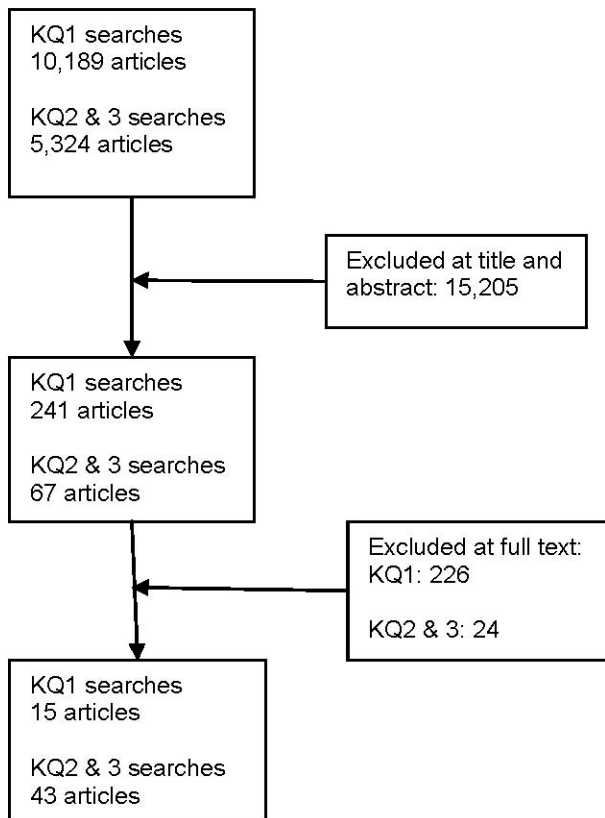 KQ1 searches
10,189 articles
KQ2 & 3 searches
5,324 articles
Excluded at title and
abstract: 15,205
KQ1 searches
241 articles
KQ2 & 3 searches
67 articles
Excluded at full text:
KQ1: 226
KQ2 & 3: 24
KQ1 searches
15 articles
KQ2 & 3 searches
43 articles